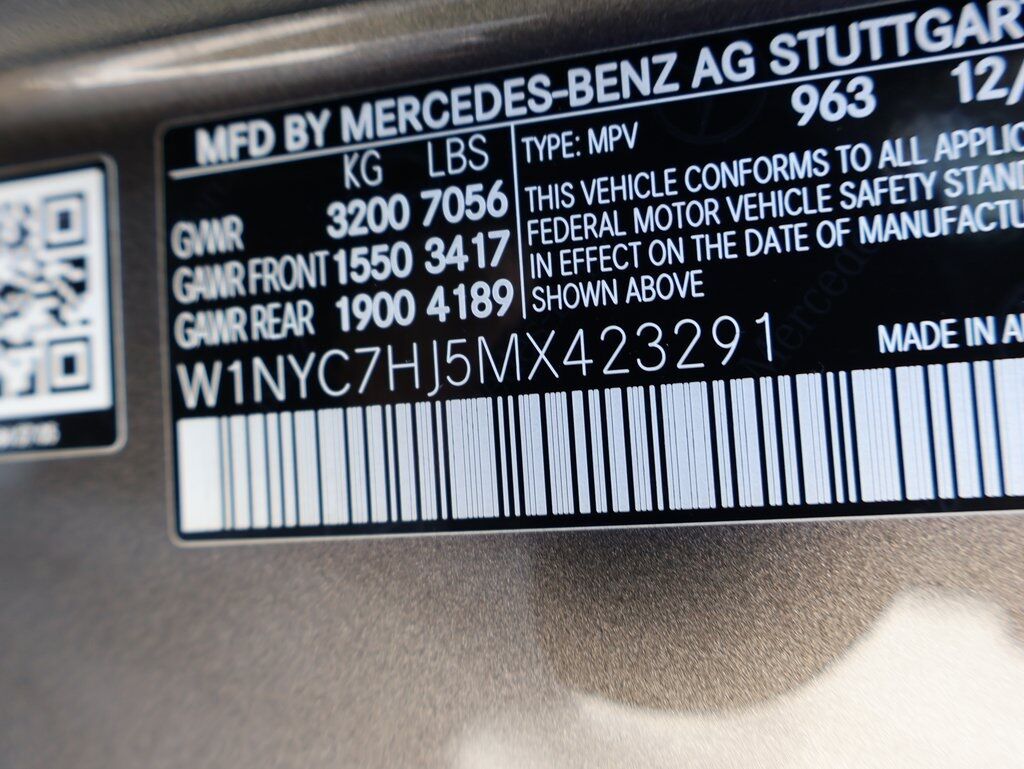 MFD BY MERCEDES-BENZ AG STUTTGAR
963 12/
KG LBS
TYPE: MPV
GWR 3200 7056
GAWR FRONT 1550 3417
GAWR REAR 1900 4189
THIS VEHICLE CONFORMS TO ALL APPLIC
FEDERAL MOTOR VEHICLE SAFETY STAND
IN EFFECT ON THE DATE OF MANUFACTU
SHOWN ABOVE
W1NYC7HJ5MX423291
MADE IN A